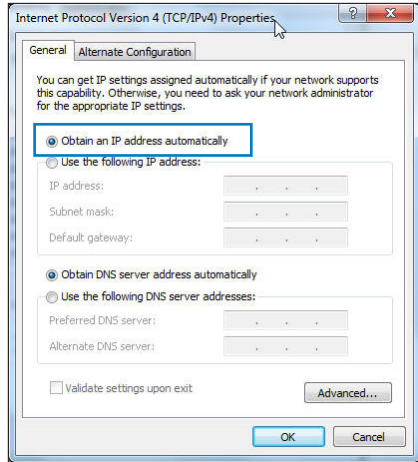 Internet Protocol Version 4 (TCP/IPv4) Properties
General
Alternate Configuration
You can get IP settings assigned automatically if your network supports
this capability. Otherwise, you need to ask your network administrator
for the appropriate IP settings.
Obtain an IP address automatically
Use the following IP address:
IP address:
Subnet mask:
Default gateway:
Obtain DNS server address automatically
Use the following DNS server addresses:
Preferred DNS server:
Alternate DNS server:
Validate settings upon exit
Advanced...
OK
Cancel